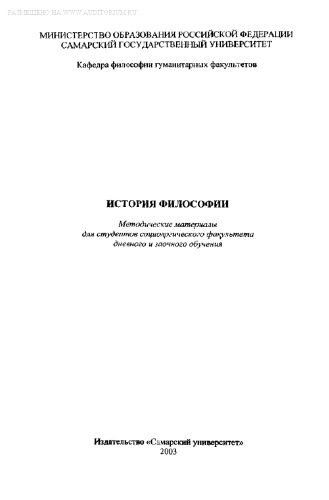 РАЗМЕЩЕНО НА WWW.AUDITORIUM.RU
МИНИСТЕРСТВО ОБРАЗОВАНИЯ РОССИЙСКОЙ ФЕДЕРАЦИИ
САМАРСКИЙ ГОСУДАРСТВЕННЫЙ УНИВЕРСИТЕТ
Кафедра философии гуманитарных факультетов
ИСТОРИЯ ФИЛОСОФИИ
Методические материалы
для студентов социологического факультета
дневного и заочного обучения
Издательство «Самарский университет»
2003